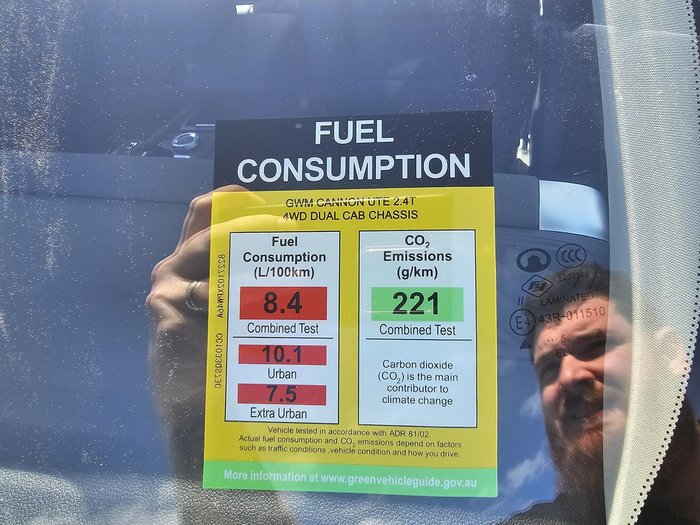 FUEL
CONSUMPTION
GWM CANNON UTE 2.4T
4WD DUAL CAB CHASSIS
Fuel
Consumption
(L/100km)
8.4
Combined Test
10.1
Urban
7.5
Extra Urban
CO₂
Emissions
(g/km)
221
Combined Test
Carbon dioxide
(CO₂) is the main
contributor to
climate change
Vehicle tested in accordance with ADR 81/02.
Actual fuel consumption and CO₂ emissions depend on factors
such as traffic conditions ,vehicle condition and how you drive.
More information at www.greenvehicleguide.gov.au
CCC
LAMINATED
E4 43R-011510